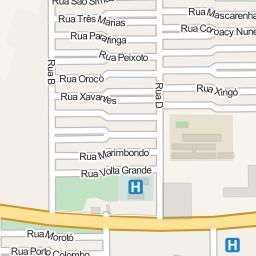 Rua São Sim
Rua Mascarenha
Rua Três Marias
Rua Coroacy Nune
Rua Paratinga
Rua Peixoto
Rua B
Rua Orocó
Rua D
Rua Xingó
Rua Xavantes
Rua Marimbondo
Rua Volta Grande
H
Rua Morotó
H
Rua Porto Colombo